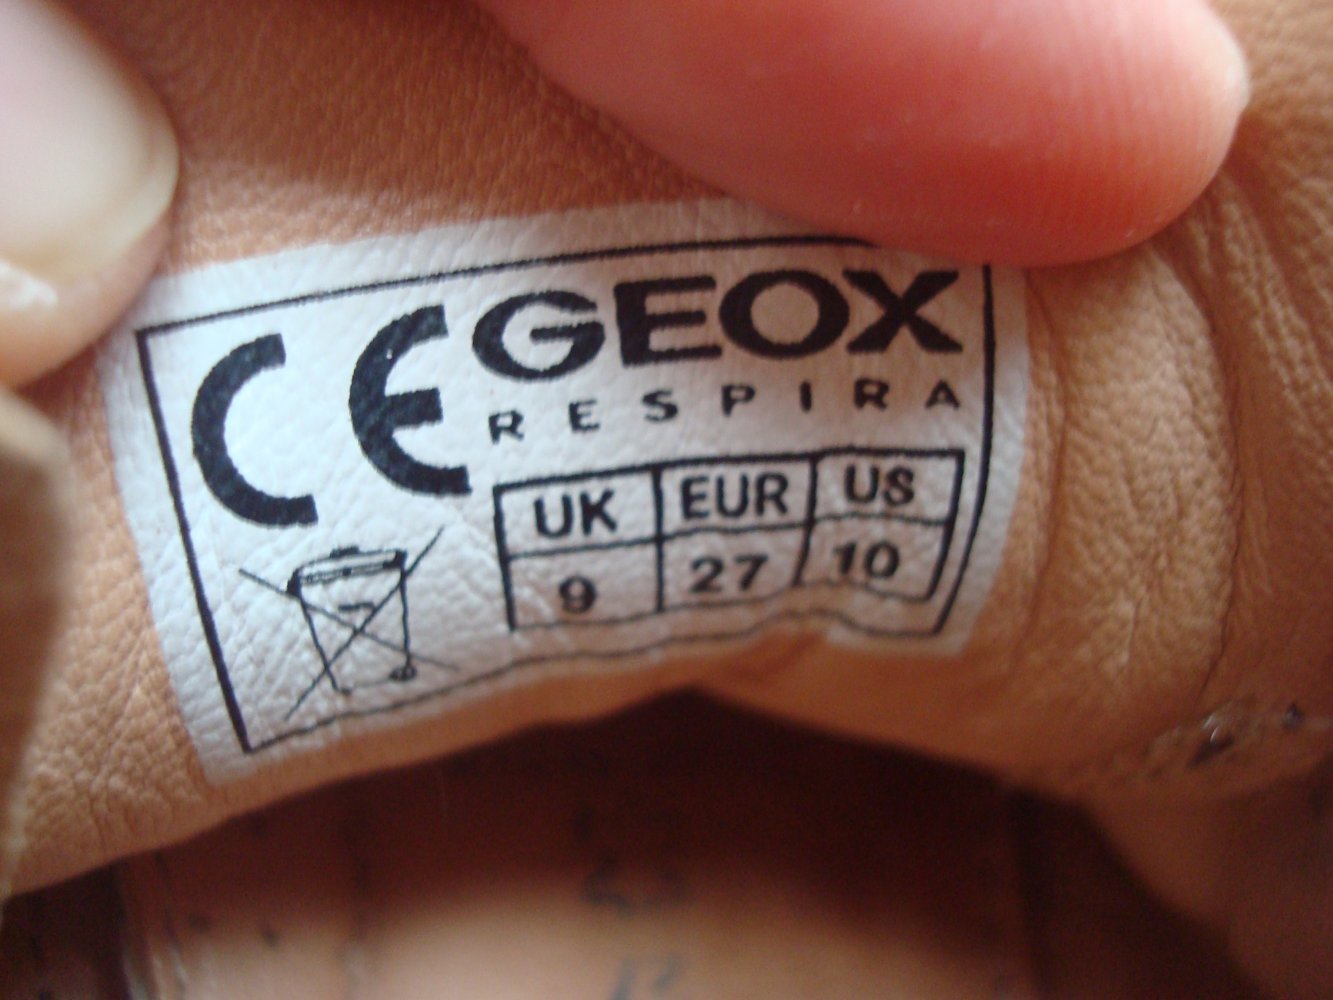 CE GEOX
RESPIRA
UK EUR US
9 27 10